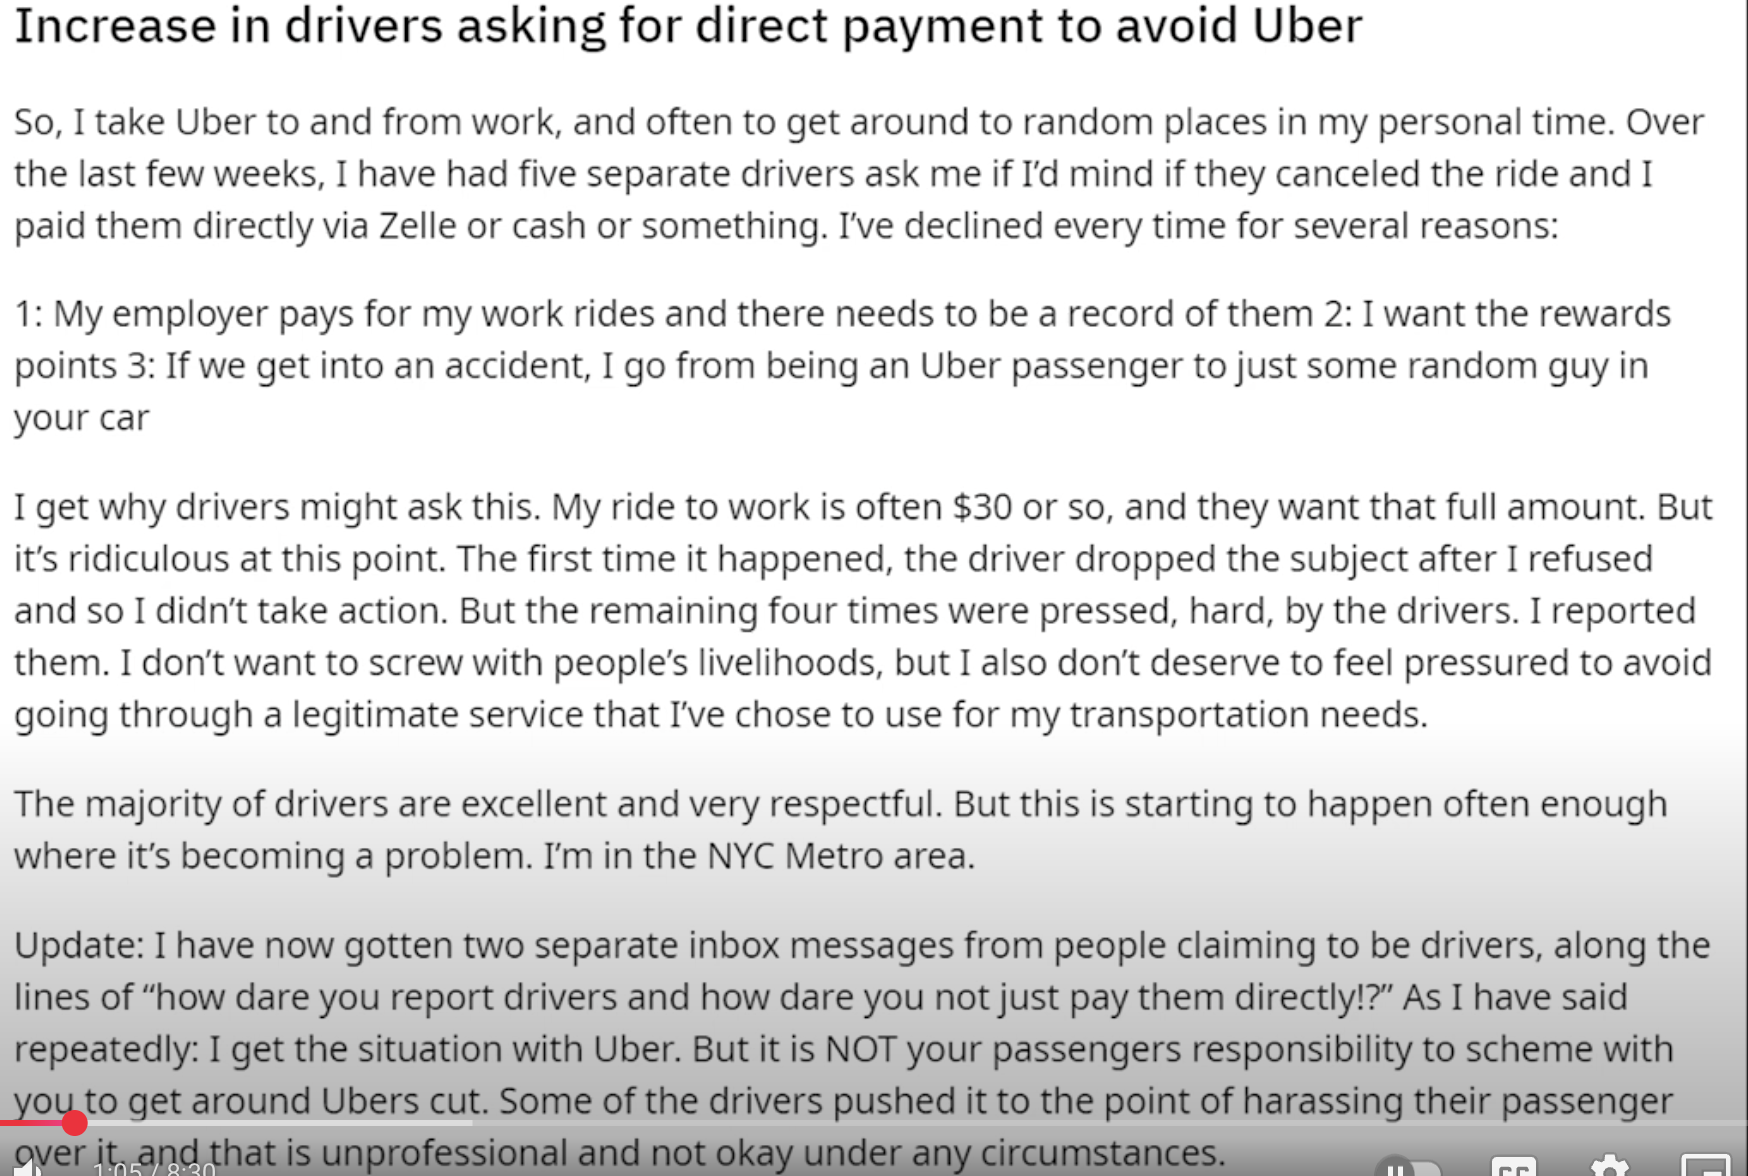 Increase in drivers asking for direct payment to avoid Uber
So, I take Uber to and from work, and often to get around to random places in my personal time. Over
the last few weeks, I have had five separate drivers ask me if I’d mind if they canceled the ride and I
paid them directly via Zelle or cash or something. I’ve declined every time for several reasons:
1: My employer pays for my work rides and there needs to be a record of them 2: I want the rewards
points 3: If we get into an accident, I go from being an Uber passenger to just some random guy in
your car
I get why drivers might ask this. My ride to work is often $30 or so, and they want that full amount. But
it’s ridiculous at this point. The first time it happened, the driver dropped the subject after I refused
and so I didn’t take action. But the remaining four times were pressed, hard, by the drivers. I reported
them. I don’t want to screw with people’s livelihoods, but I also don’t deserve to feel pressured to avoid
going through a legitimate service that I’ve chose to use for my transportation needs.
The majority of drivers are excellent and very respectful. But this is starting to happen often enough
where it’s becoming a problem. I’m in the NYC Metro area.
Update: I have now gotten two separate inbox messages from people claiming to be drivers, along the
lines of “how dare you report drivers and how dare you not just pay them directly!?” As I have said
repeatedly: I get the situation with Uber. But it is NOT your passengers responsibility to scheme with
you to get around Ubers cut. Some of the drivers pushed it to the point of harassing their passenger
over it, and that is unprofessional and not okay under any circumstances.
1:05 / 8:30
CC